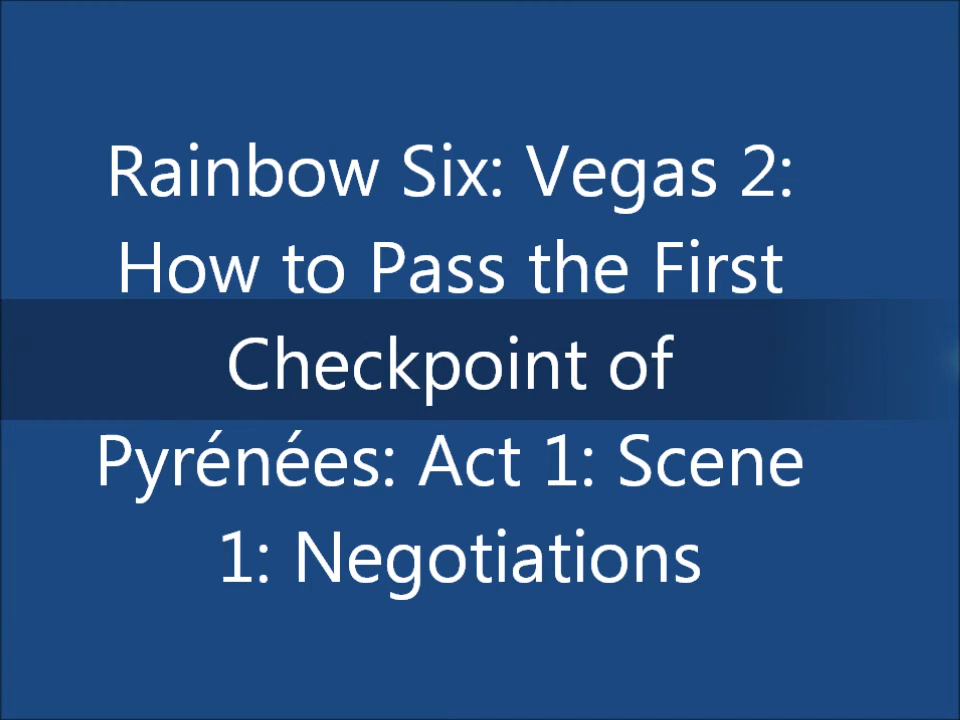 Rainbow Six: Vegas 2:
How to Pass the First
Checkpoint of
Pyrénées: Act 1: Scene
1: Negotiations